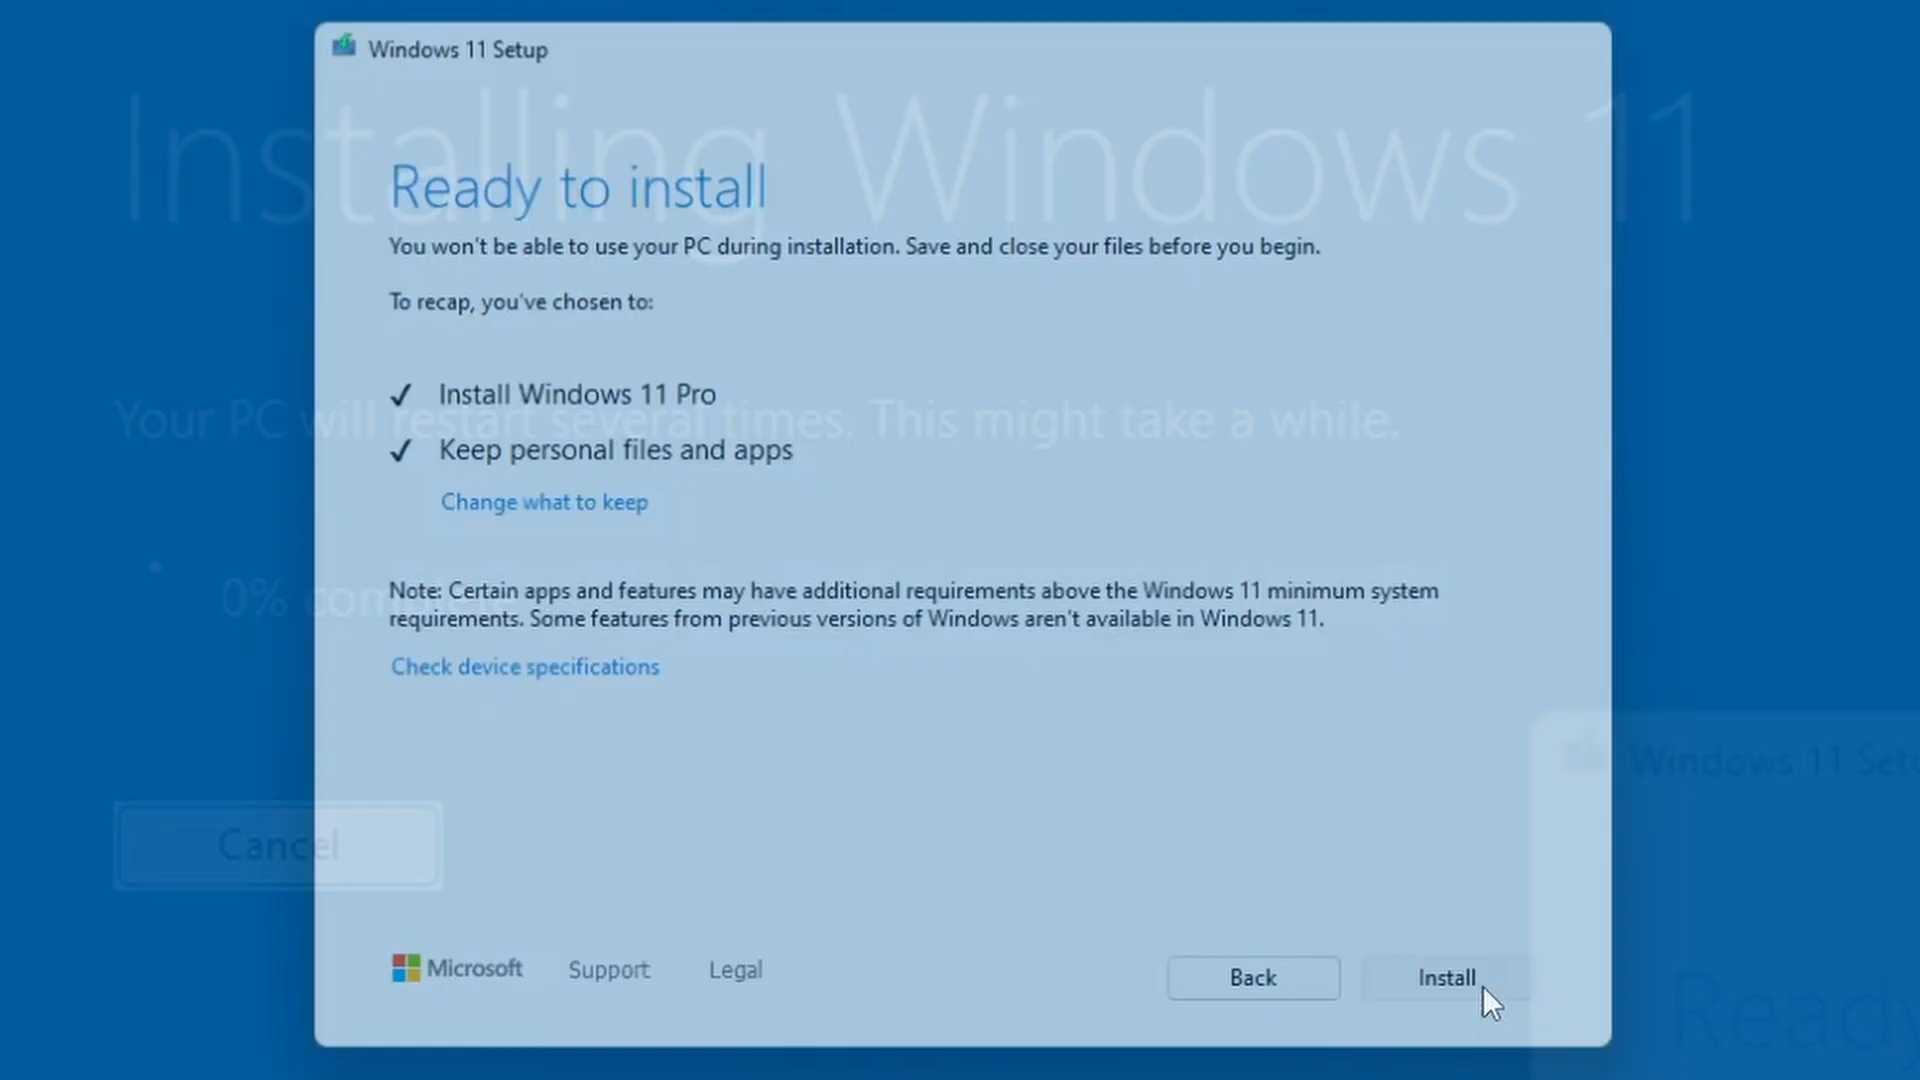 Windows 11 Setup
Installing Windows 11
Ready to install
You won't be able to use your PC during installation. Save and close your files before you begin.
To recap, you've chosen to:
✓ Install Windows 11 Pro
Your PC will restart several times. This might take a while.
✓ Keep personal files and apps
Change what to keep
Note: Certain apps and features may have additional requirements above the Windows 11 minimum system
0% complete
requirements. Some features from previous versions of Windows aren't available in Windows 11.
Check device specifications
Windows 11 Setu
Cancel
Microsoft Support Legal
Back Install
Ready